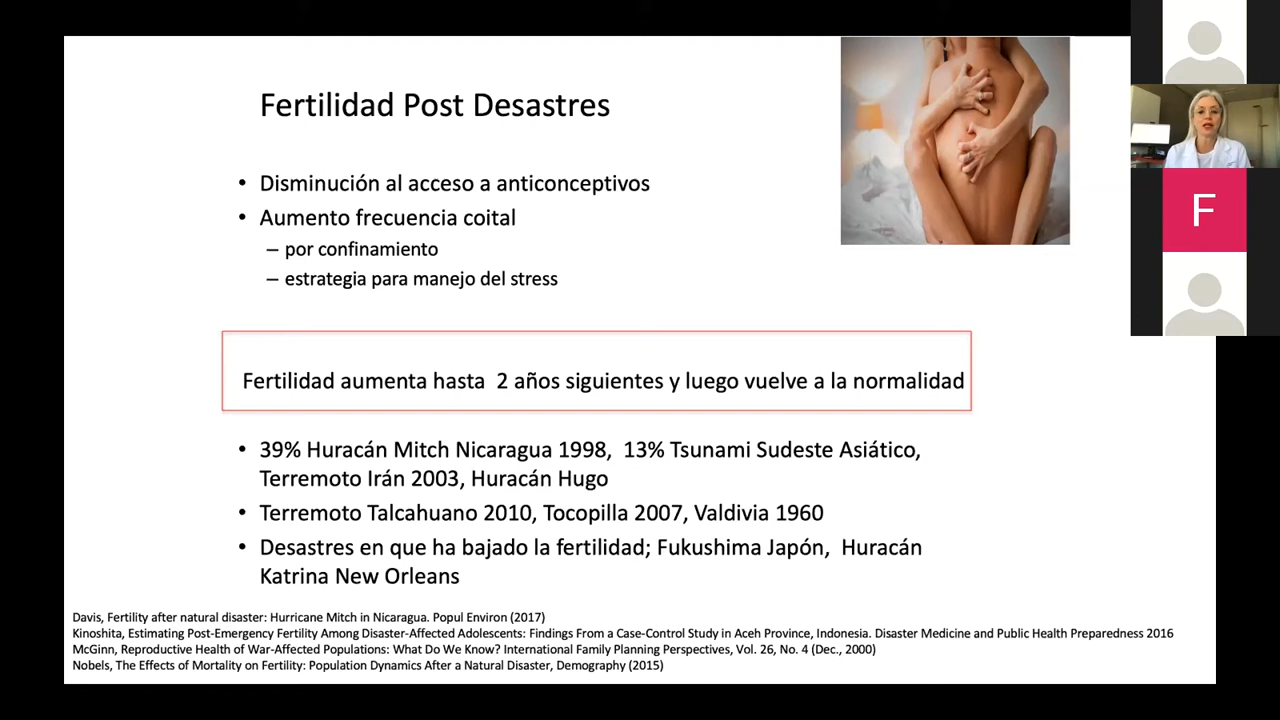 Fertilidad Post Desastres
• Disminución al acceso a anticonceptivos
• Aumento frecuencia coital
– por confinamiento
– estrategia para manejo del stress
Fertilidad aumenta hasta 2 años siguientes y luego vuelve a la normalidad
• 39% Huracán Mitch Nicaragua 1998, 13% Tsunami Sudeste Asiático,
Terremoto Irán 2003, Huracán Hugo
• Terremoto Talcahuano 2010, Tocopilla 2007, Valdivia 1960
• Desastres en que ha bajado la fertilidad; Fukushima Japón, Huracán
Katrina New Orleans
Davis, Fertility after natural disaster: Hurricane Mitch in Nicaragua. Popul Environ (2017)
Kinoshita, Estimating Post-Emergency Fertility Among Disaster-Affected Adolescents: Findings From a Case-Control Study in Aceh Province, Indonesia. Disaster Medicine and Public Health Preparedness 2016
McGinn, Reproductive Health of War-Affected Populations: What Do We Know? International Family Planning Perspectives, Vol. 26, No. 4 (Dec., 2000)
Nobels, The Effects of Mortality on Fertility: Population Dynamics After a Natural Disaster, Demography (2015)
F